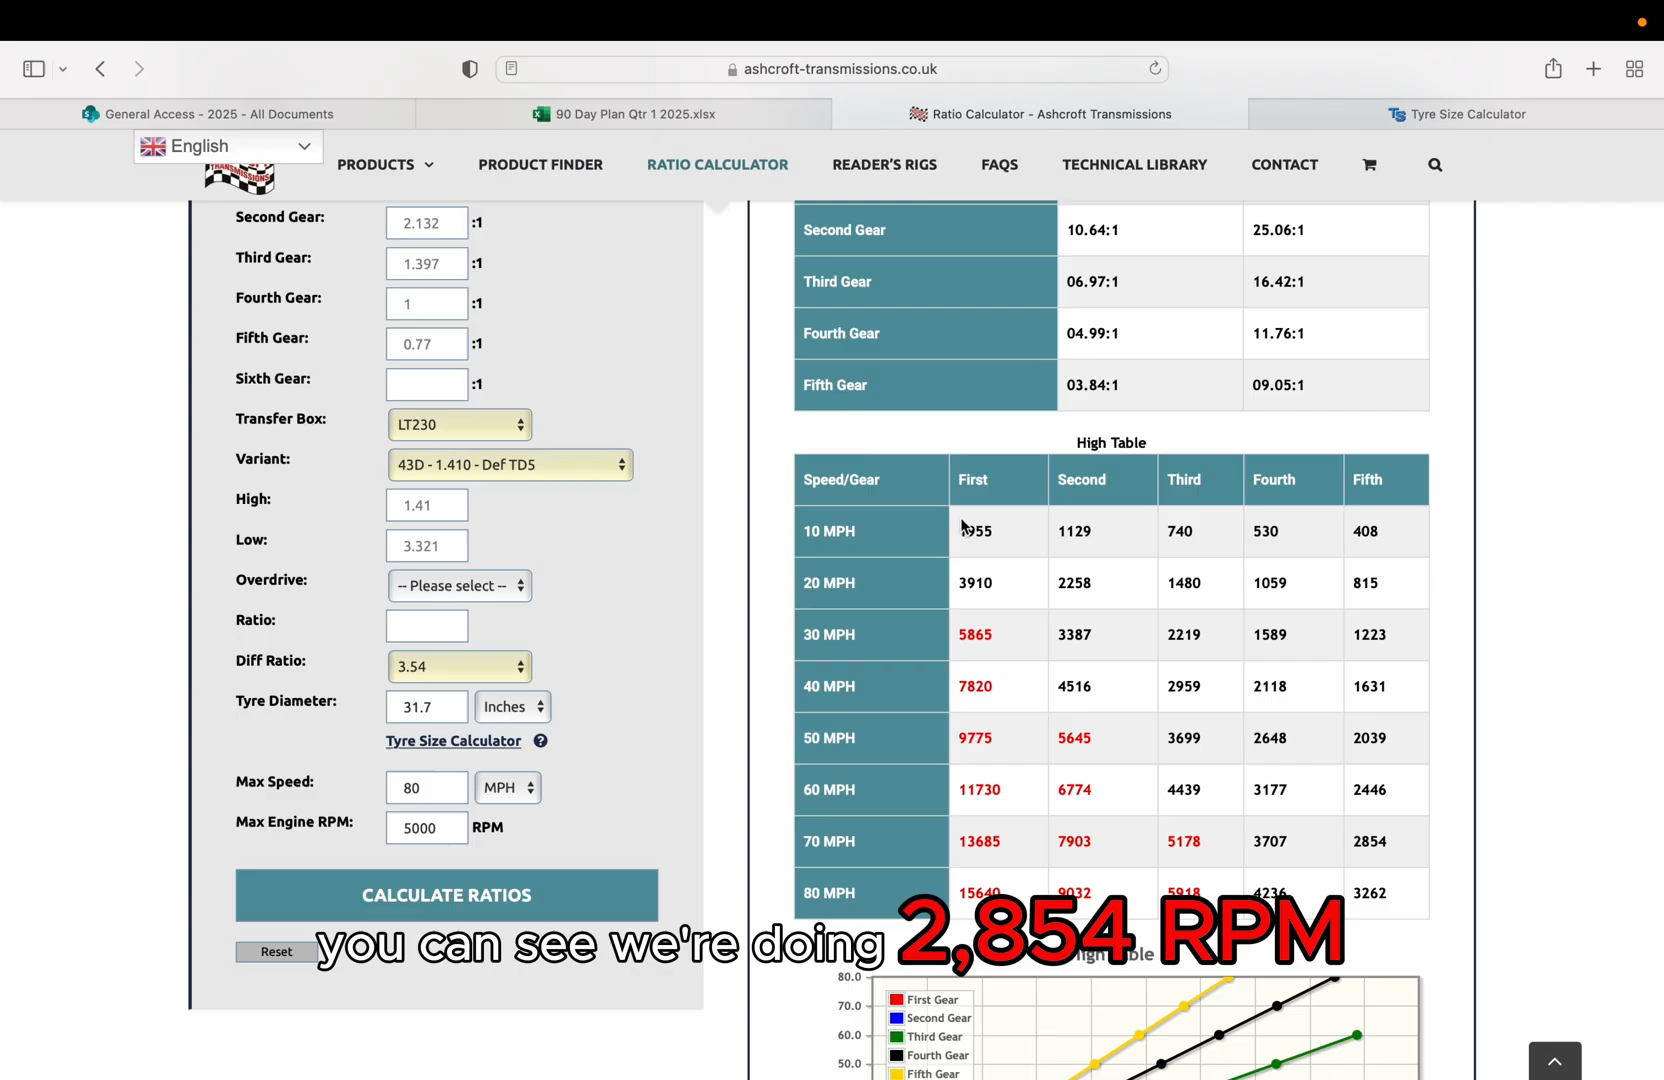 ashcroft-transmissions.co.uk
General Access - 2025 - All Documents
90 Day Plan Qtr 1 2025.xlsx
Ratio Calculator - Ashcroft Transmissions
Tyre Size Calculator
English
TRANSMISSIONS
PRODUCTS
PRODUCT FINDER
RATIO CALCULATOR
READER'S RIGS
FAQS
TECHNICAL LIBRARY
CONTACT
Second Gear: 2.132 :1
Third Gear: 1.397 :1
Fourth Gear: 1 :1
Fifth Gear: 0.77 :1
Sixth Gear: :1
Transfer Box: LT230
Variant: 43D - 1.410 - Def TD5
High: 1.41
Low: 3.321
Overdrive: -- Please select --
Ratio:
Diff Ratio: 3.54
Tyre Diameter: 31.7 Inches
Tyre Size Calculator ?
Max Speed: 80 MPH
Max Engine RPM: 5000 RPM
CALCULATE RATIOS
Reset
Second Gear 10.64:1 25.06:1
Third Gear 06.97:1 16.42:1
Fourth Gear 04.99:1 11.76:1
Fifth Gear 03.84:1 09.05:1
High Table
Speed/Gear First Second Third Fourth Fifth
10 MPH 1955 1129 740 530 408
20 MPH 3910 2258 1480 1059 815
30 MPH 5865 3387 2219 1589 1223
40 MPH 7820 4516 2959 2118 1631
50 MPH 9775 5645 3699 2648 2039
60 MPH 11730 6774 4439 3177 2446
70 MPH 13685 7903 5178 3707 2854
80 MPH 15640 9032 5918 4236 3262
you can see we're doing 2,854 RPM
High Table
80.0
70.0
60.0
50.0
First Gear
Second Gear
Third Gear
Fourth Gear
Fifth Gear